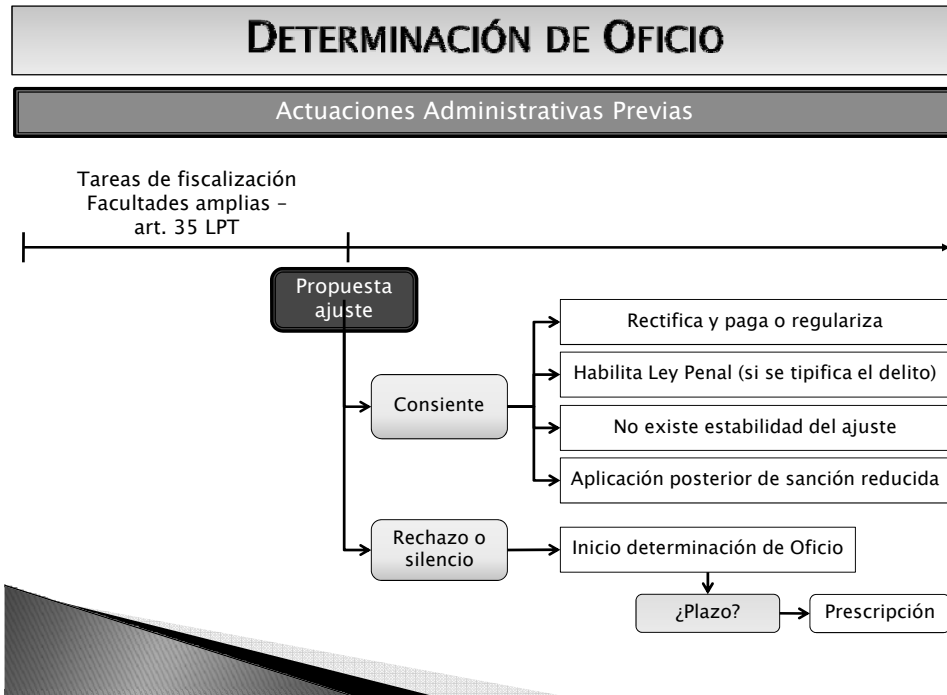 DETERMINACIÓN DE OFICIO
Actuaciones Administrativas Previas
Tareas de fiscalización
Facultades amplias –
art. 35 LPT
Propuesta
ajuste
Rectifica y paga o regulariza
Habilita Ley Penal (si se tipifica el delito)
Consiente
No existe estabilidad del ajuste
Aplicación posterior de sanción reducida
Rechazo o
silencio
Inicio determinación de Oficio
¿Plazo?
Prescripción